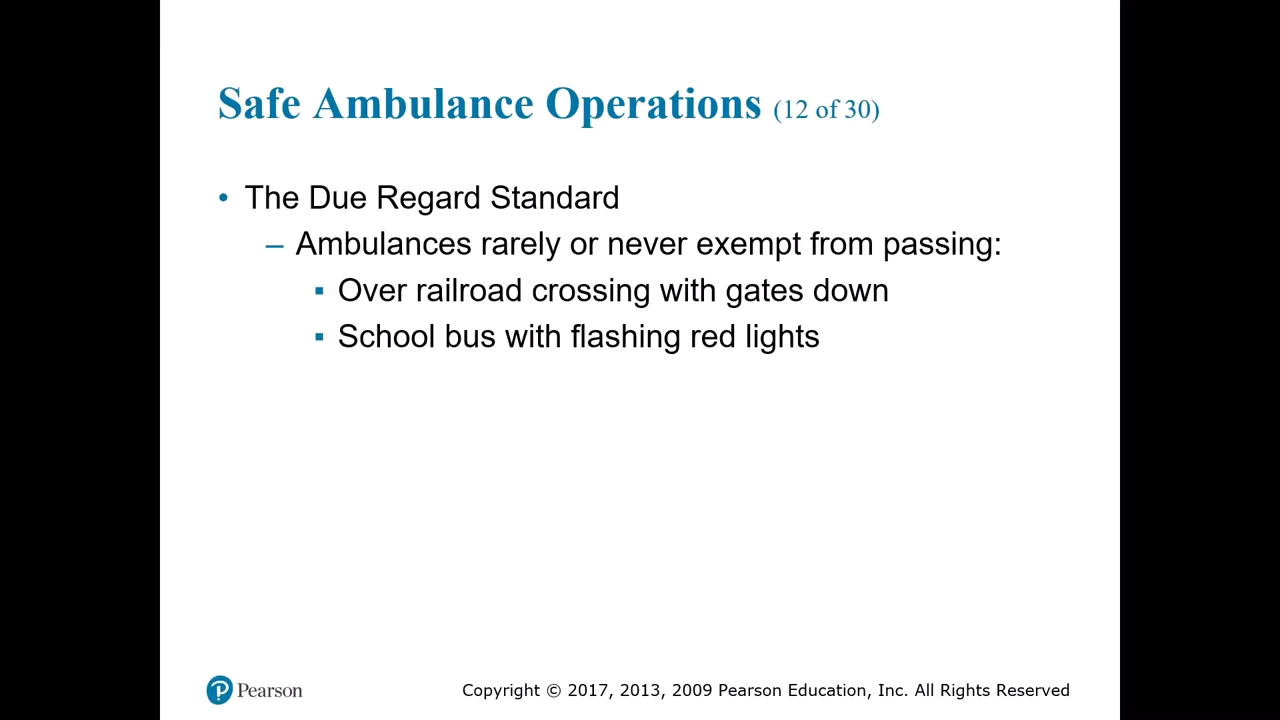 Safe Ambulance Operations (12 of 30)
• The Due Regard Standard
– Ambulances rarely or never exempt from passing:
▪ Over railroad crossing with gates down
▪ School bus with flashing red lights
Pearson
Copyright © 2017, 2013, 2009 Pearson Education, Inc. All Rights Reserved